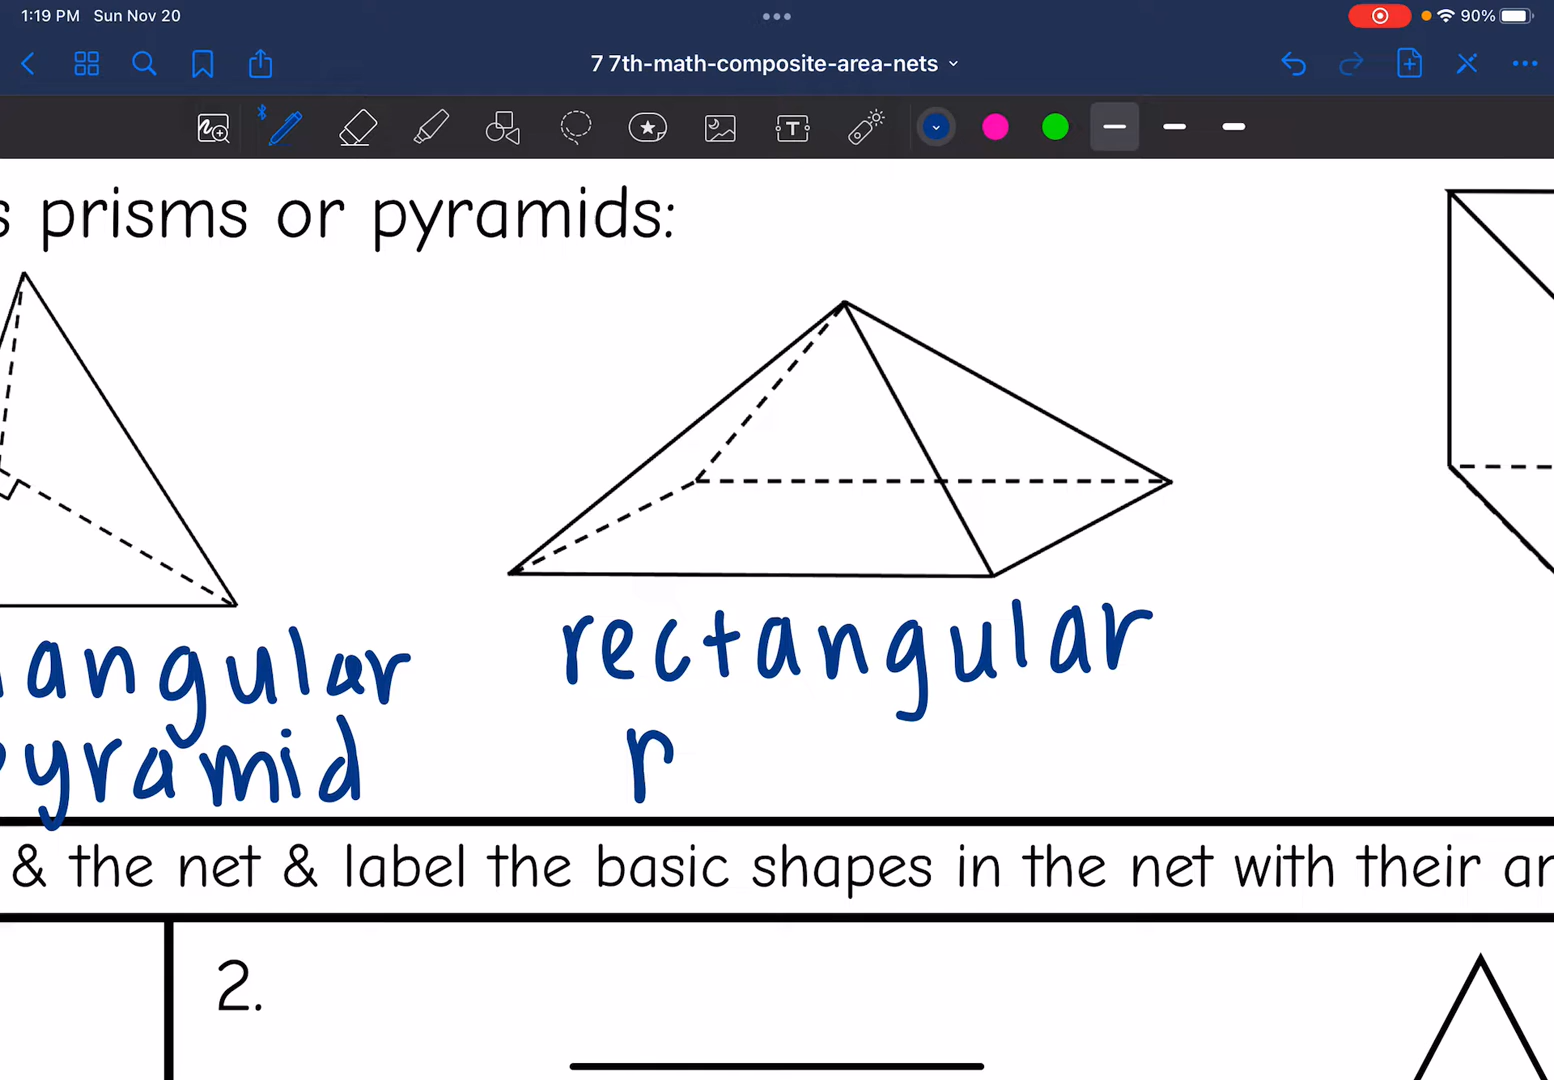 1:19 PM Sun Nov 20
90%
7 7th-math-composite-area-nets
T
s prisms or pyramids:
angular
pyramid
rectangular
r
& the net & label the basic shapes in the net with their ar
2.